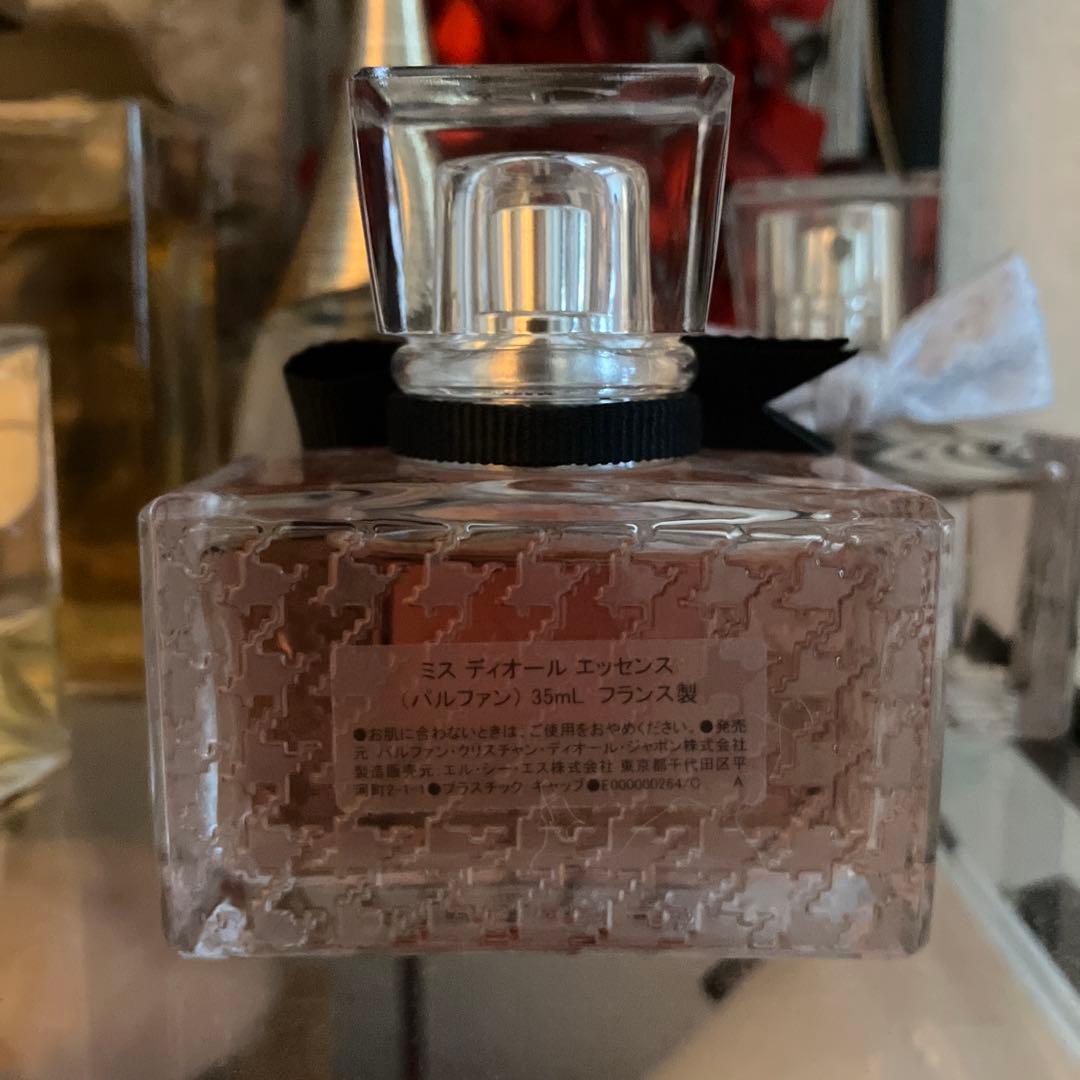 ミス ディオール エッセンス
（パルファン） 35mL フランス製
●お肌に合わないときは、ご使用をおやめください。●発売
元 パルファン・クリスチャン・ディオール・ジャポン株式会社
製造販売元 エル・シー・エス株式会社 東京都千代田区平
河町2-1-1●プラスチック キャップ●E000000264/C A